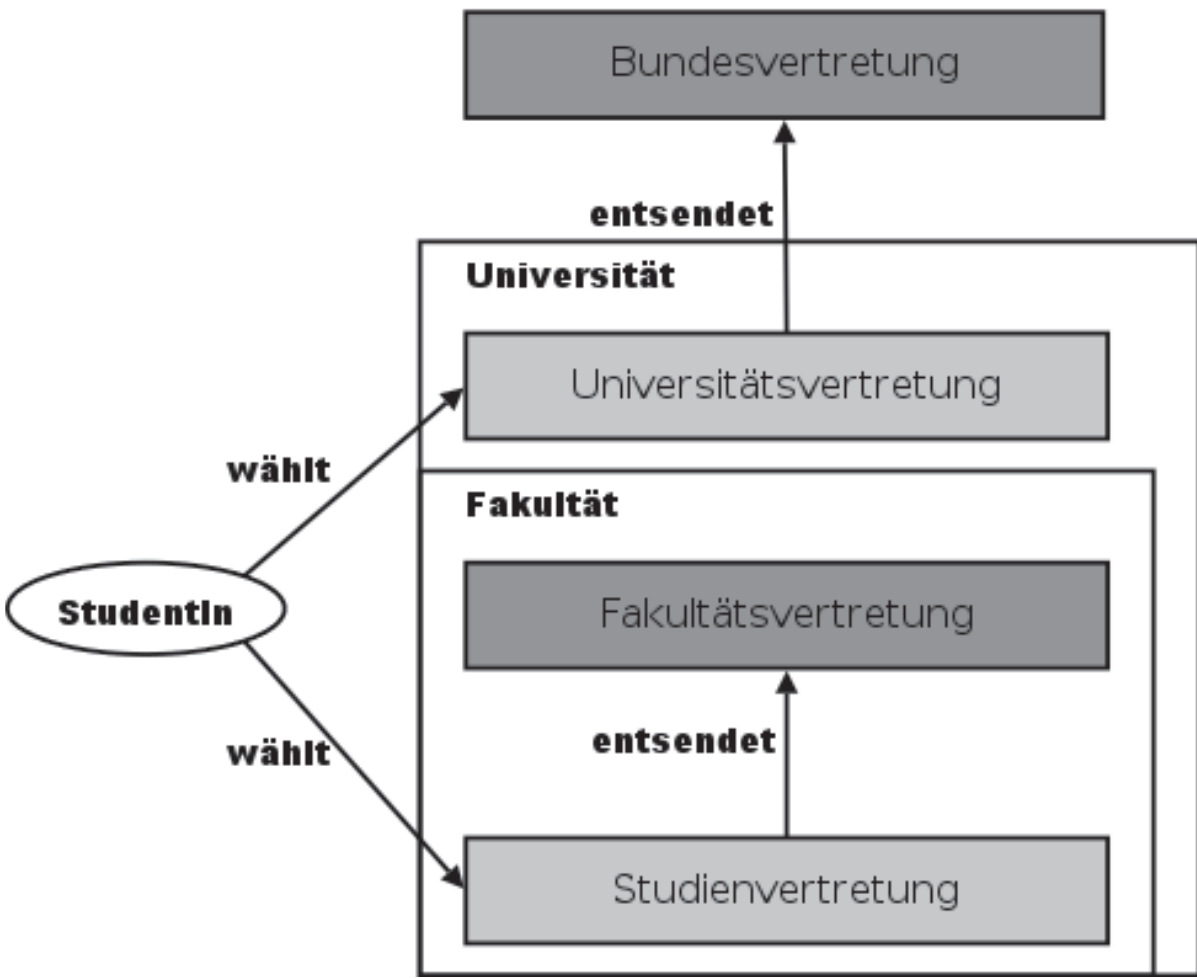 Bundesvertretung
entsendet
Universität
Universitätsvertretung
wählt
Fakultät
Fakultätsvertretung
StudentIn
wählt
entsendet
Studienvertretung